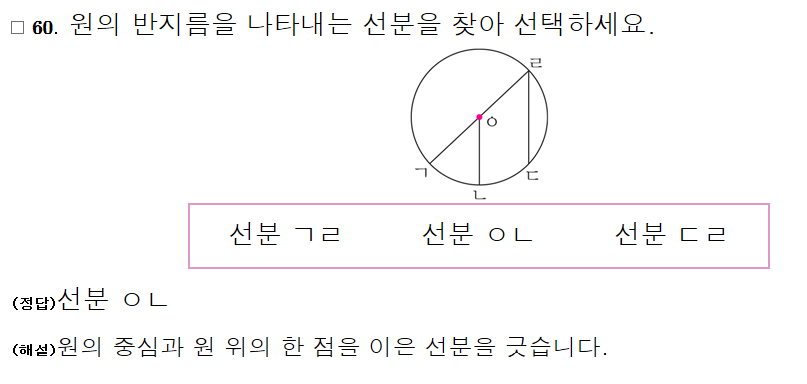 □ 60. 원의 반지름을 나타내는 선분을 찾아 선택하세요.
ㄹ
ㅇ
ㄱ
ㄷ
ㄴ
선분 ㄱㄹ 선분 ㅇㄴ 선분 ㄷㄹ
(정답)선분 ㅇㄴ
(해설)원의 중심과 원 위의 한 점을 이은 선분을 긋습니다.